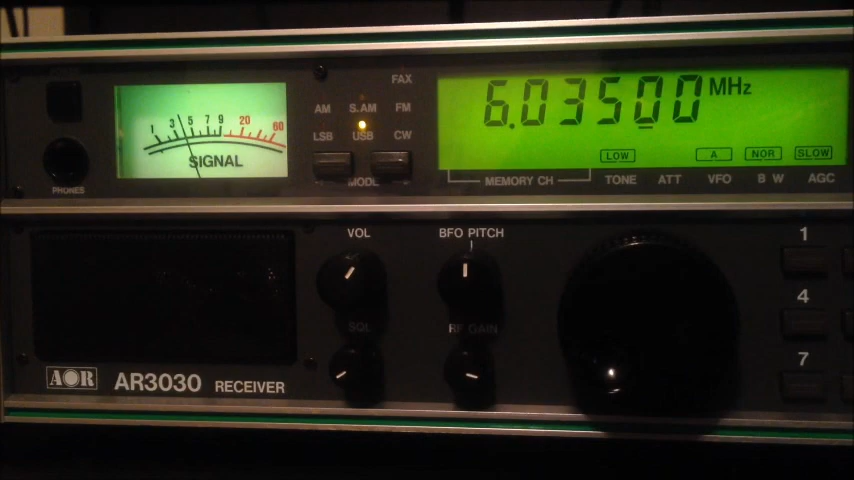 FAX
AM S.AM FM
LSB USB CW
MODE
1 3 5 7 9 20 60
SIGNAL
PHONES
6.03500 MHz
LOW A NOR SLOW
MEMORY CH TONE ATT VFO B W AGC
VOL BFO PITCH
SQL RF GAIN
1
4
7
AOR AR3030 RECEIVER